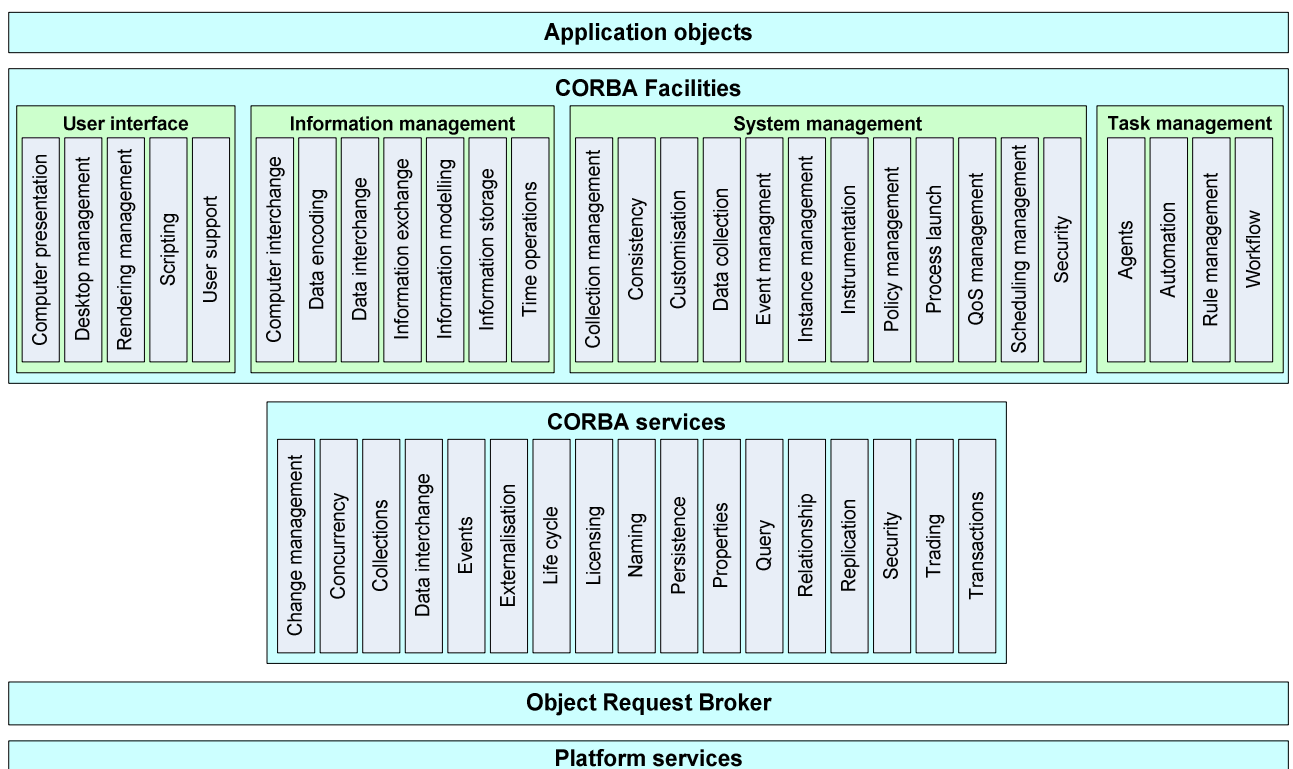 Application objects
CORBA Facilities
User interface
Computer presentation
Desktop management
Rendering management
Scripting
User support
Information management
Computer interchange
Data encoding
Data interchange
Information exchange
Information modelling
Information storage
Time operations
System management
Collection management
Consistency
Customisation
Data collection
Event managment
Instance management
Instrumentation
Policy management
Process launch
QoS management
Scheduling management
Security
Task management
Agents
Automation
Rule management
Workflow
CORBA services
Change management
Concurrency
Collections
Data interchange
Events
Externalisation
Life cycle
Licensing
Naming
Persistence
Properties
Query
Relationship
Replication
Security
Trading
Transactions
Object Request Broker
Platform services